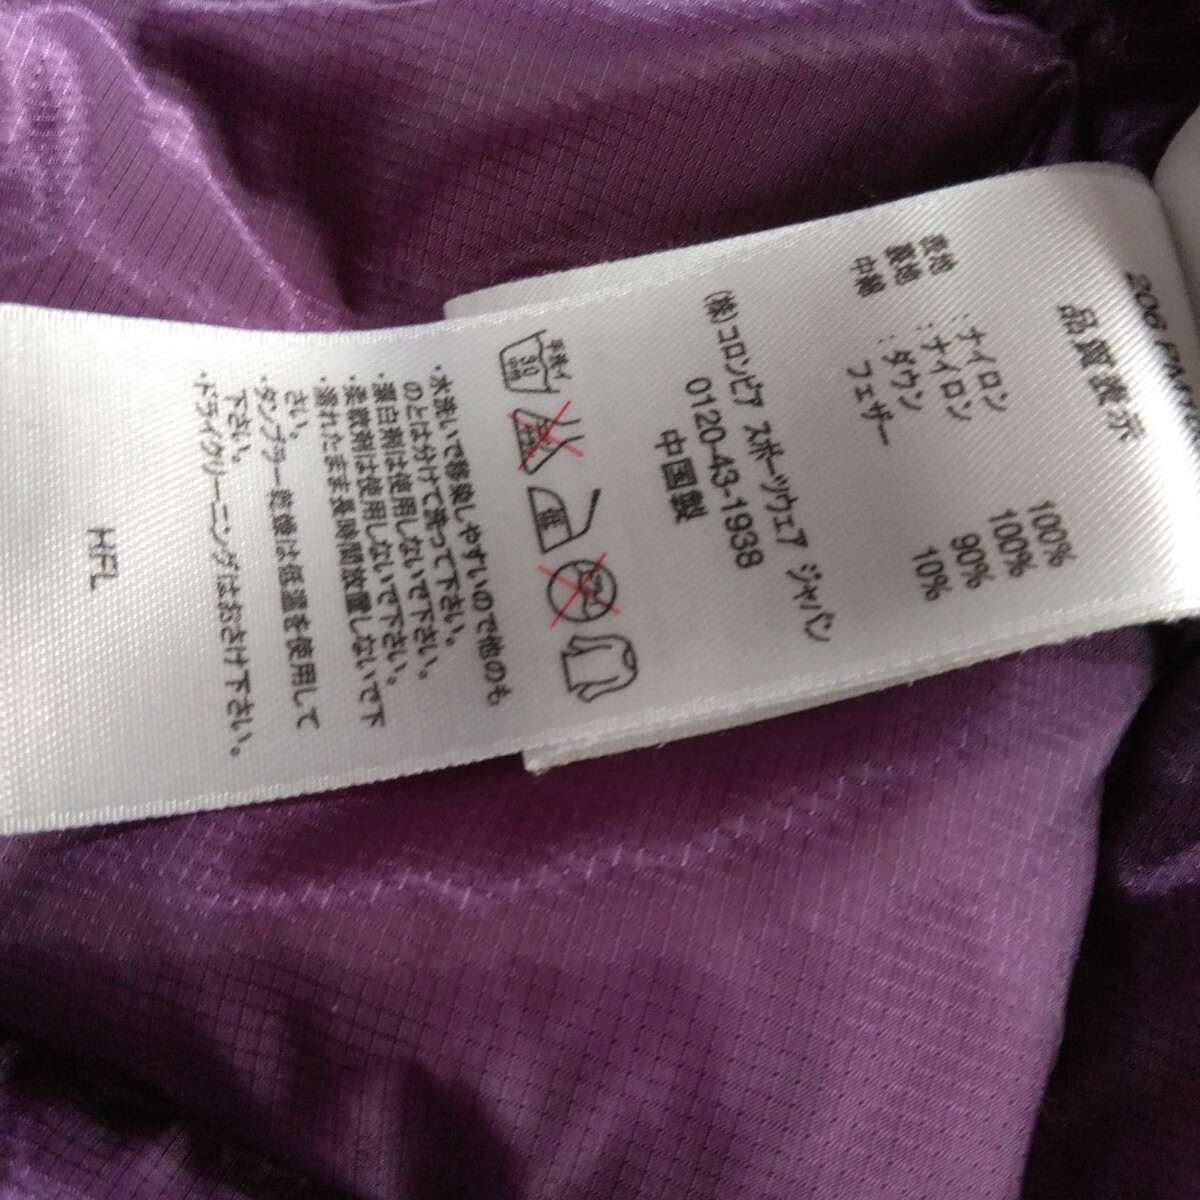 品質表示
表地 :ナイロン 100%
裏地 :ナイロン 100%
中綿 :ダウン 90%
フェザー 10%
(株)コロンビア スポーツウェア ジャパン
0120-43-1938
中国製
手洗イ
30
低
・水洗いで移染しやすいので他のも
のとは分けて洗って下さい。
・蛋白剤は使用しないで下さい。
・柔軟剤は使用しないで下さい。
・濡れたまま長時間放置しないで下
さい。
・タンブラー乾燥は低温を使用して
下さい。
・ドライクリーニングはおさけ下さい。
HFL